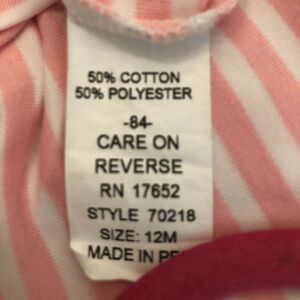 50% COTTON
50% POLYESTER
-84-
CARE ON
REVERSE
RN 17652
STYLE 70218
SIZE: 12M
MADE IN